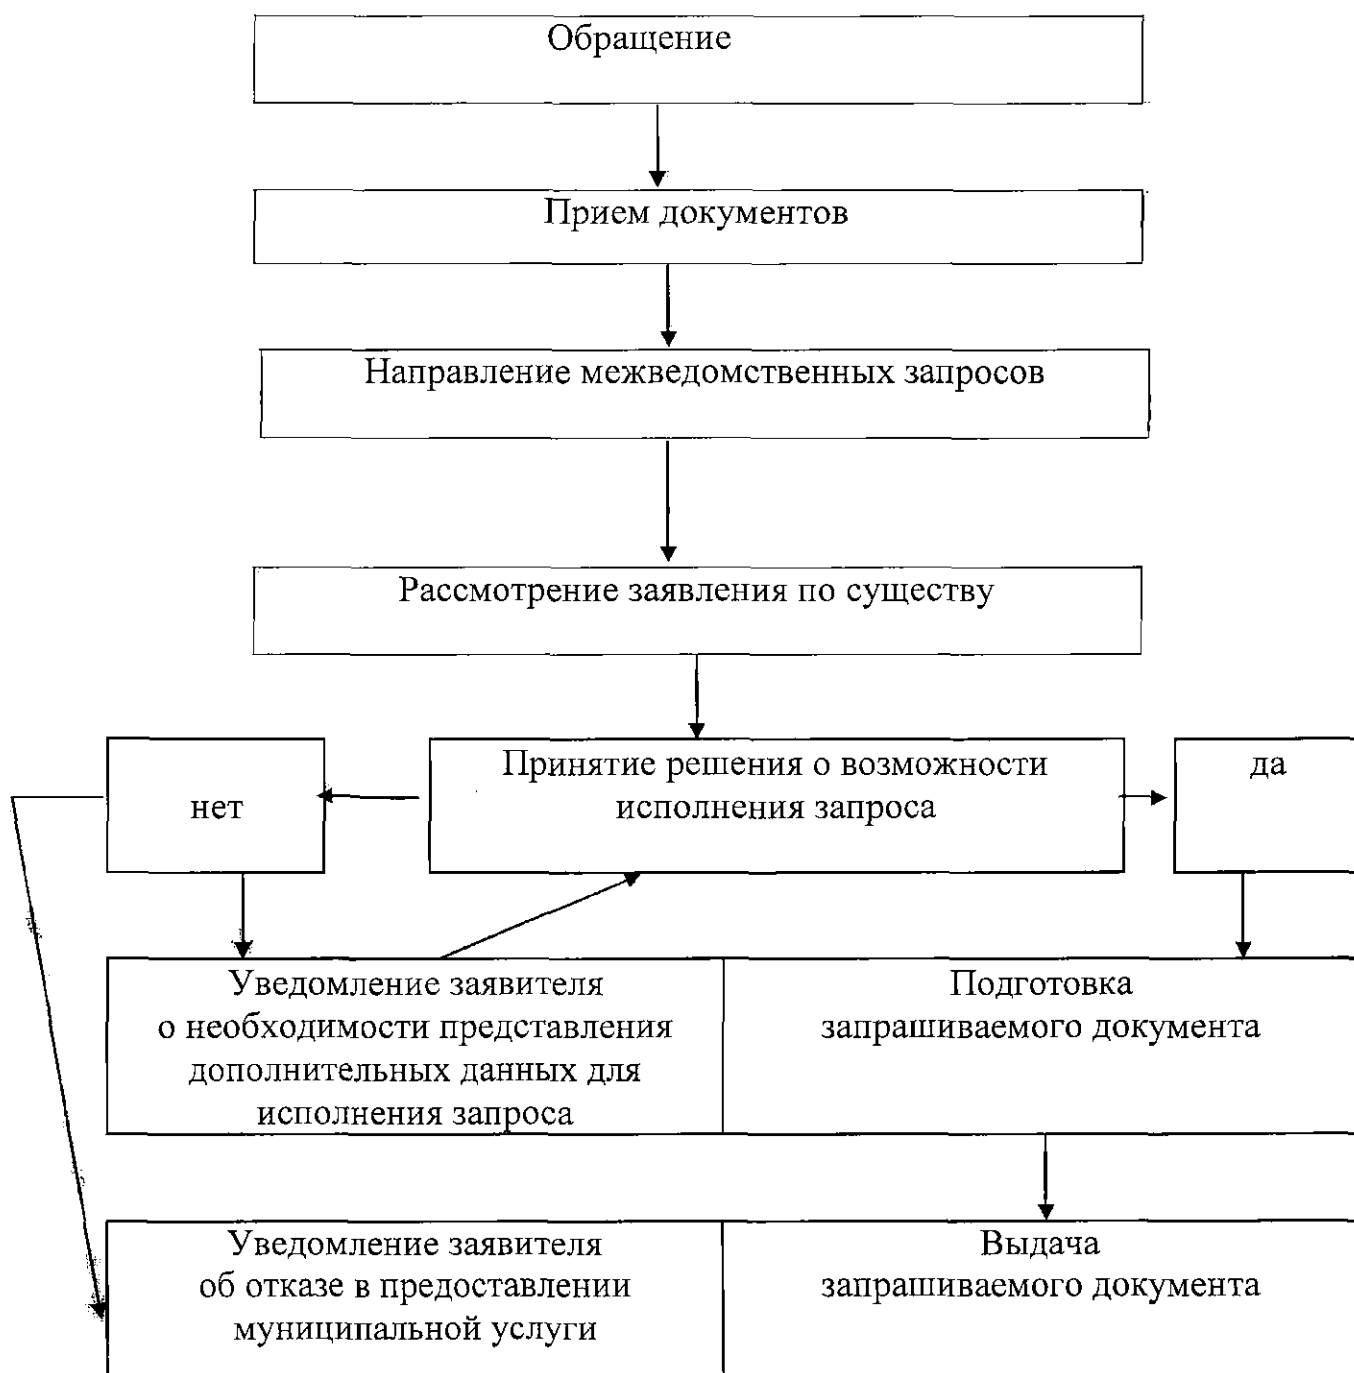 Обращение
Прием документов
Направление межведомственных запросов
Рассмотрение заявления по существу
Принятие решения о возможности
исполнения запроса
нет
да
Уведомление заявителя
о необходимости представления
дополнительных данных для
исполнения запроса
Подготовка
запрашиваемого документа
Уведомление заявителя
об отказе в предоставлении
муниципальной услуги
Выдача
запрашиваемого документа